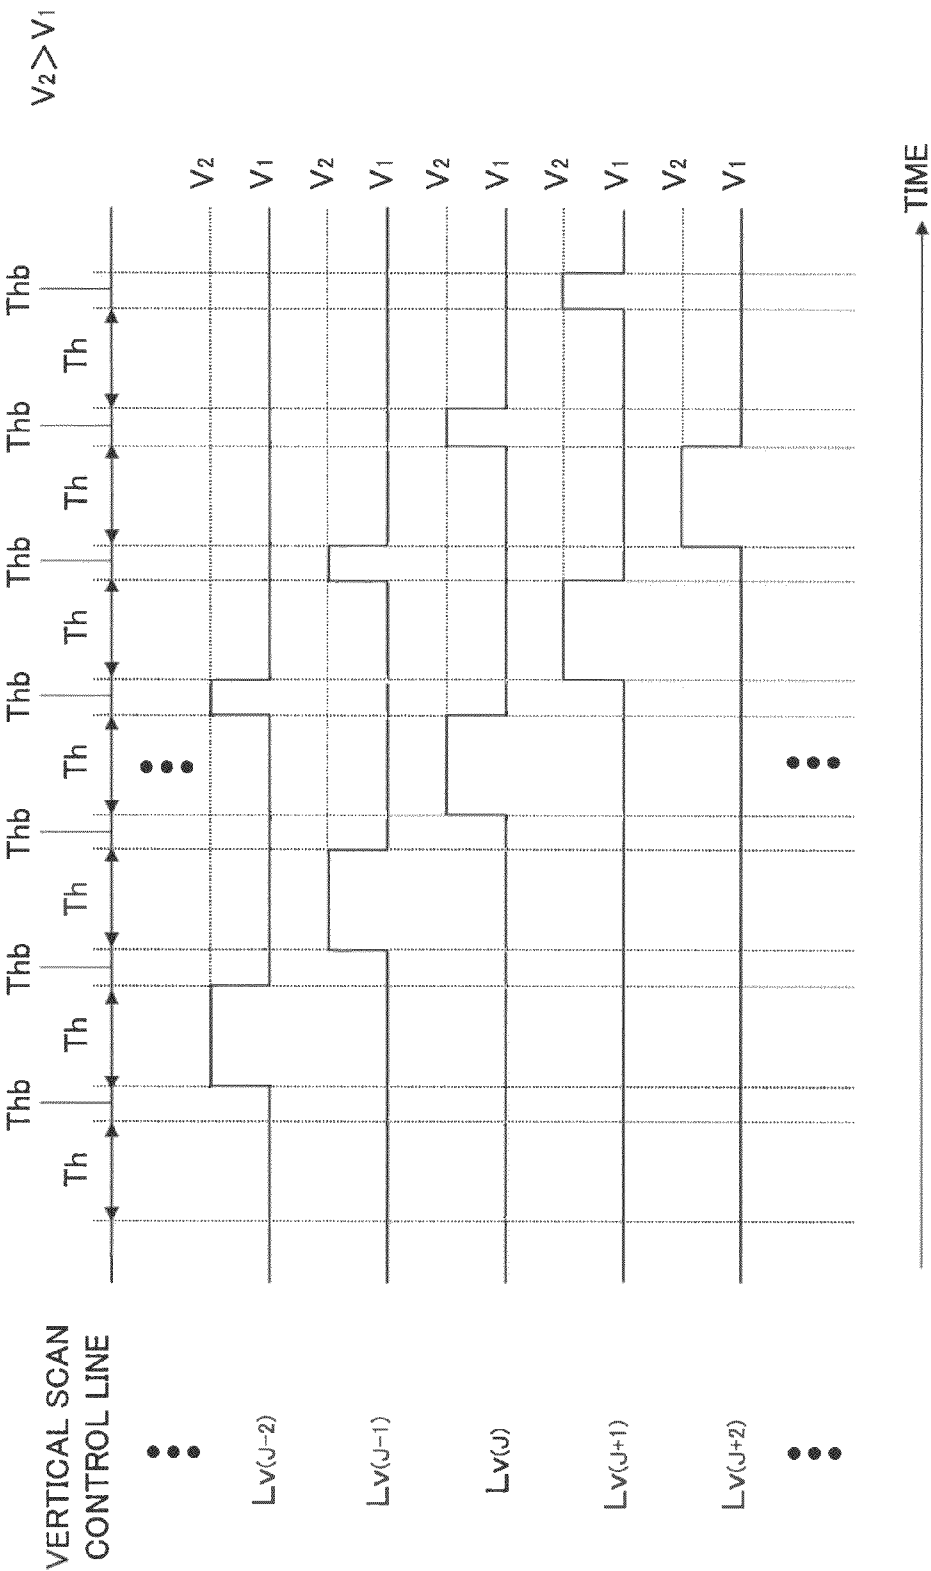 V2>V1
Thb Thb Thb Thb Thb Thb Thb
VERTICAL SCAN
CONTROL LINE
Th Th Th Th Th Th Th
•••
•••
V2
Lv(J-2)
V1
V2
Lv(J-1)
V1
V2
Lv(J)
V1
V2
Lv(J+1)
V1
V2
Lv(J+2)
V1
•••
•••
TIME